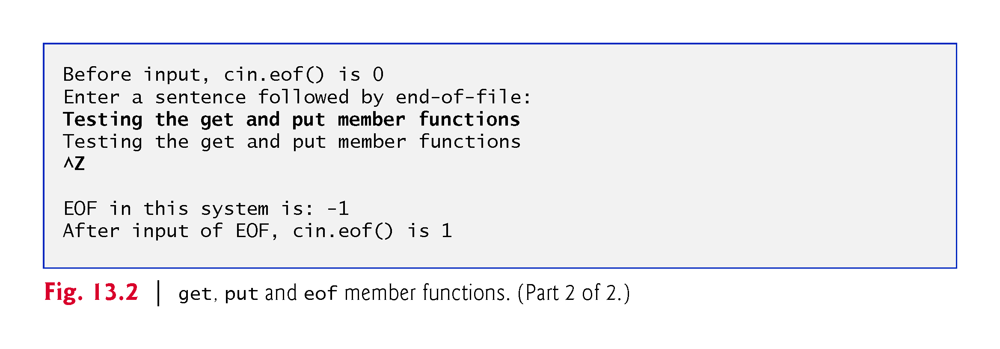 Before input, cin.eof() is 0
Enter a sentence followed by end-of-file:
Testing the get and put member functions
Testing the get and put member functions
^Z
EOF in this system is: -1
After input of EOF, cin.eof() is 1
Fig. 13.2 | get, put and eof member functions. (Part 2 of 2.)